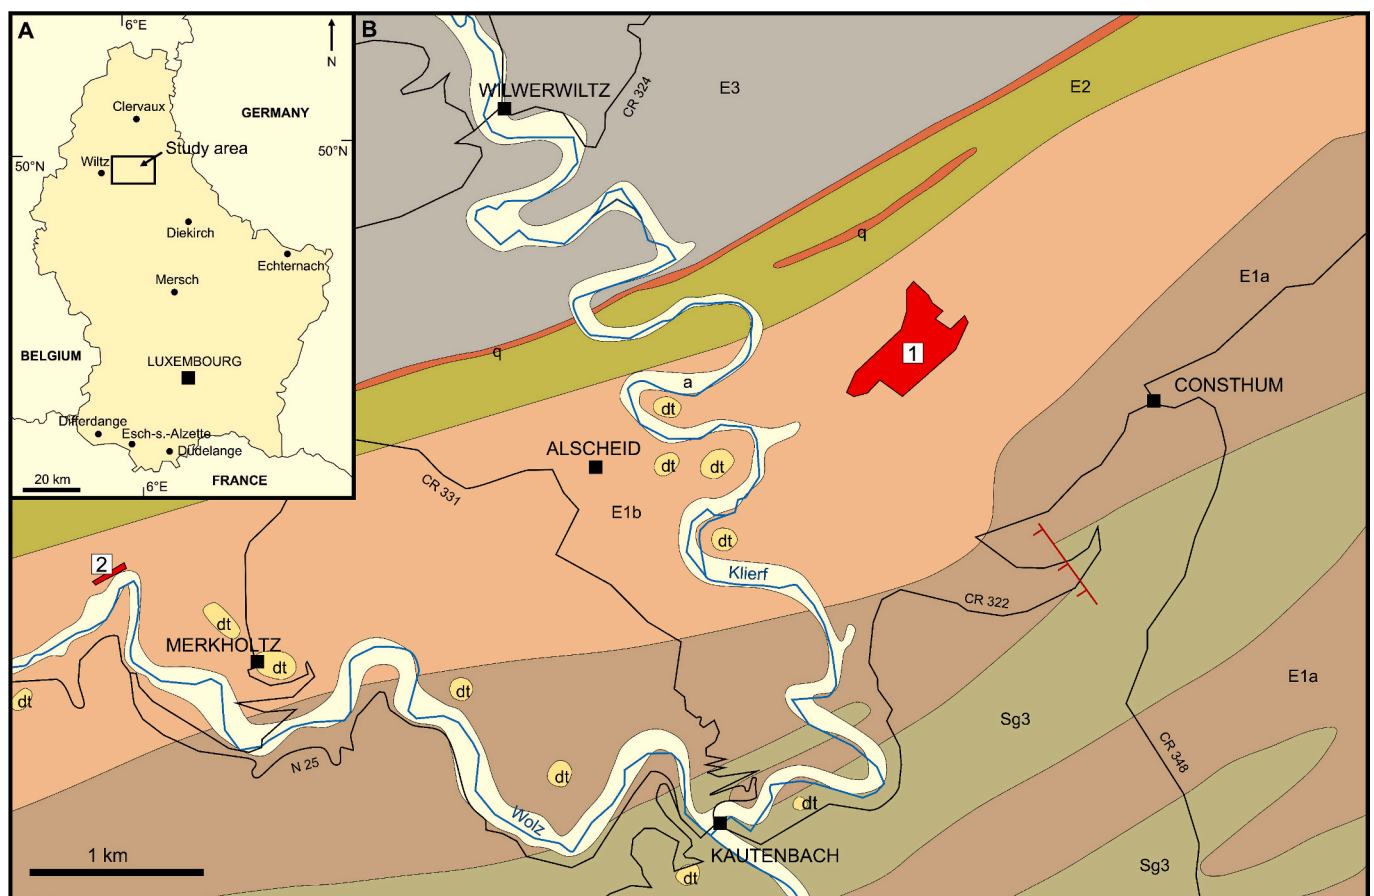 A
6°E
N
Clervaux
GERMANY
Study area
50°N
50°N
Wiltz
Diekirch
Echternach
Mersch
BELGIUM
LUXEMBOURG
Differdange
Esch-s.-Alzette
Dudelange
20 km
6°E
FRANCE
B
WILWERWILTZ
CR 324
E3
E2
q
E1a
q
1
a
CONSTHUM
dt
ALSCHEID
dt
dt
CR 331
E1b
dt
2
Klierf
CR 322
dt
MERKHOLTZ
dt
dt
dt
E1a
Sg3
N 25
CR 348
dt
dt
Wolz
1 km
KAUTENBACH
Sg3
dt